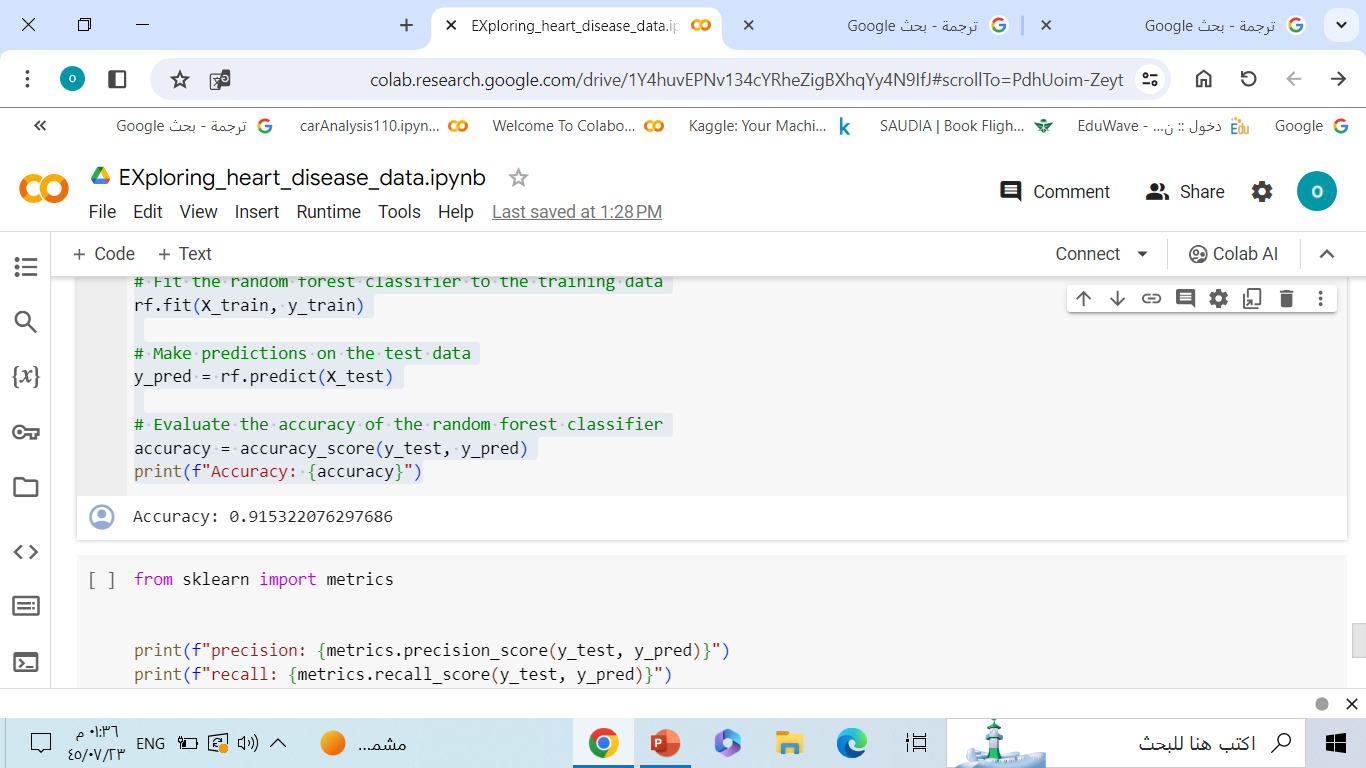 EXploring_heart_disease_data.ip
ترجمة - بحث Google
ترجمة - بحث Google
colab.research.google.com/drive/1Y4huvEPNv134cYRheZigBXhqYy4N9IfJ#scrollTo=PdhUoim-Zeyt
O
ترجمة - بحث Google
carAnalysis110.ipyn...
Welcome To Colabo...
Kaggle: Your Machi...
SAUDIA | Book Fligh...
EduWave - ...دخول :: ن
Google
EXploring_heart_disease_data.ipynb
Comment
Share
O
File Edit View Insert Runtime Tools Help Last saved at 1:28 PM
+ Code + Text
Connect
Colab AI
# Fit the random forest classifier to the training data
rf.fit(X_train, y_train)
# Make predictions on the test data
y_pred = rf.predict(X_test)
# Evaluate the accuracy of the random forest classifier
accuracy = accuracy_score(y_test, y_pred)
print(f"Accuracy: {accuracy}")
Accuracy: 0.915322076297686
[ ] from sklearn import metrics
print(f"precision: {metrics.precision_score(y_test, y_pred)}")
print(f"recall: {metrics.recall_score(y_test, y_pred)}")
٠١:٣٦ م
٤٥/٠٧/٢٣
ENG
مشمـ...
اكتب هنا للبحث